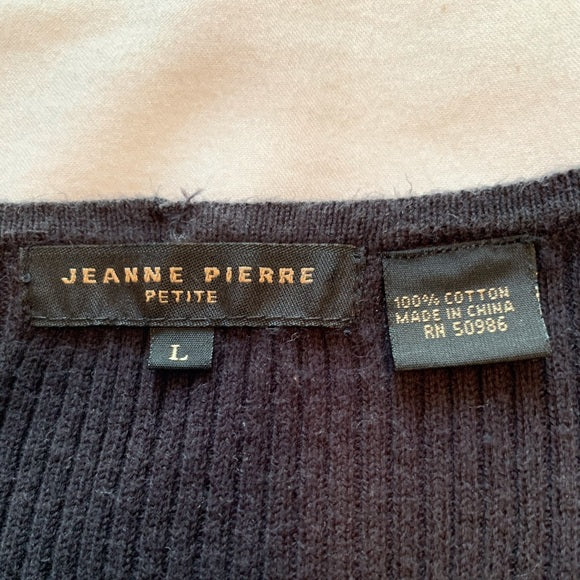 JEANNE PIERRE
PETITE
L
100% COTTON
MADE IN CHINA
RN 50986